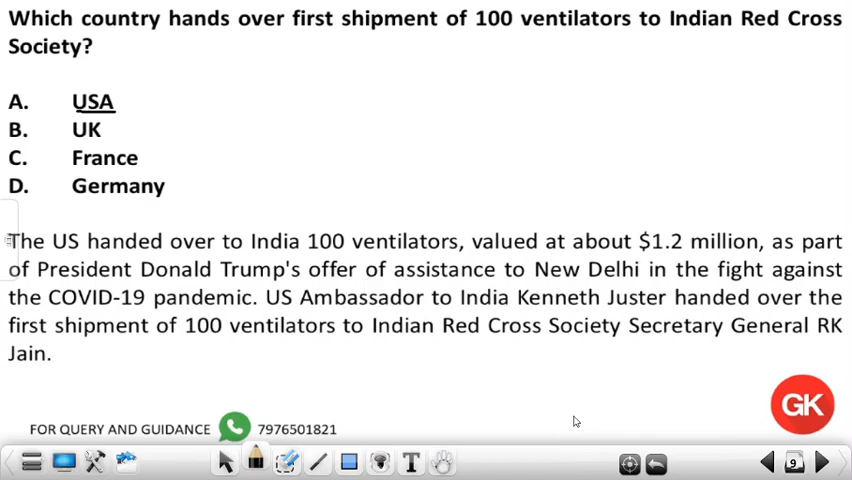 Which country hands over first shipment of 100 ventilators to Indian Red Cross
Society?
A. USA
B. UK
C. France
D. Germany
The US handed over to India 100 ventilators, valued at about $1.2 million, as part
of President Donald Trump's offer of assistance to New Delhi in the fight against
the COVID-19 pandemic. US Ambassador to India Kenneth Juster handed over the
first shipment of 100 ventilators to Indian Red Cross Society Secretary General RK
Jain.
GK
FOR QUERY AND GUIDANCE 7976501821
T
9